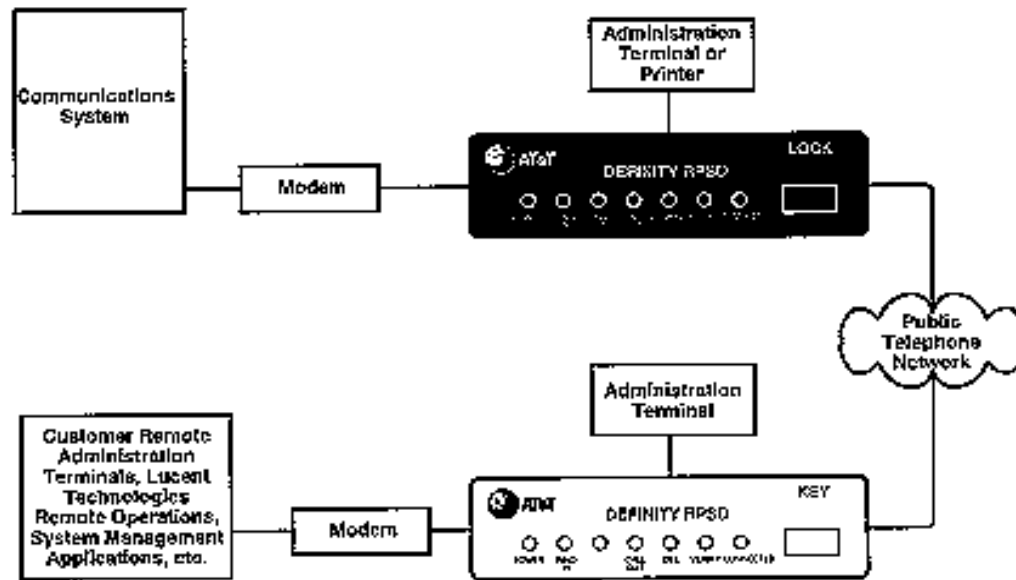 Administration
Terminal or
Printer
Communications
System
Modem
AT&T
DEFINITY RPSD
LOCK
Public
Telephone
Network
Administration
Terminal
Customer Remote
Administration
Terminals, Lucent
Technologies
Remote Operations,
System Management
Applications, etc.
Modem
AT&T
DEFINITY RPSD
KEY
POWER